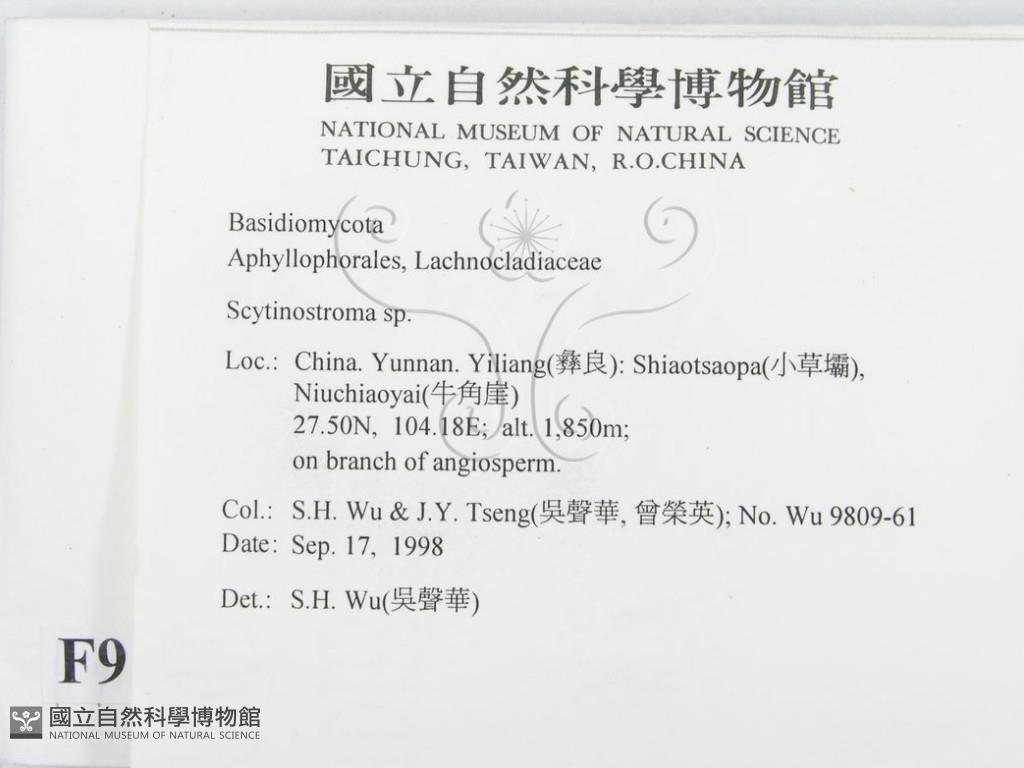 國立自然科學博物館
NATIONAL MUSEUM OF NATURAL SCIENCE
TAICHUNG, TAIWAN, R.O.CHINA
Basidiomycota
Aphyllophorales, Lachnocladiaceae
Scytinostroma sp.
Loc.: China. Yunnan. Yiliang(彝良): Shiaotsaopa(小草壩),
Niuchiaoyai(牛角崖)
27.50N, 104.18E; alt. 1,850m;
on branch of angiosperm.
Col.: S.H. Wu & J.Y. Tseng(吳聲華, 曾榮英); No. Wu 9809-61
Date: Sep. 17, 1998
Det.: S.H. Wu(吳聲華)
F9
國立自然科學博物館
NATIONAL MUSEUM OF NATURAL SCIENCE